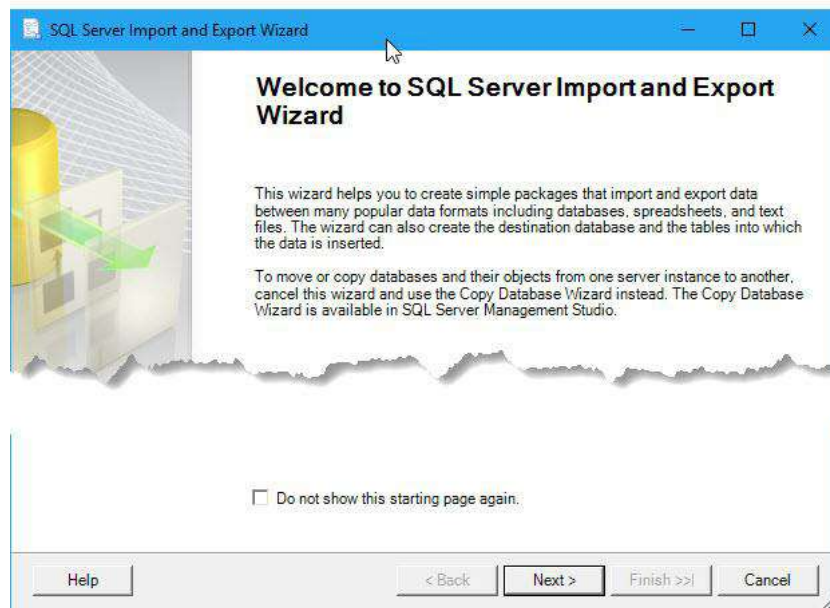 SQL Server Import and Export Wizard
Welcome to SQL Server Import and Export
Wizard
This wizard helps you to create simple packages that import and export data
between many popular data formats including databases, spreadsheets, and text
files. The wizard can also create the destination database and the tables into which
the data is inserted.
To move or copy databases and their objects from one server instance to another,
cancel this wizard and use the Copy Database Wizard instead. The Copy Database
Wizard is available in SQL Server Management Studio.
Do not show this starting page again.
Help
< Back
Next >
Finish >>|
Cancel